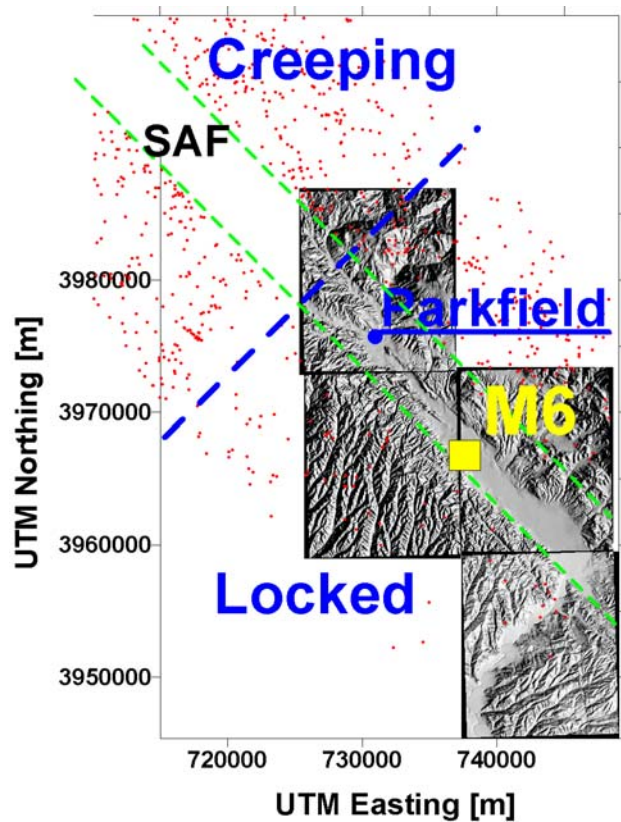 Creeping
SAF
3980000
Parkfield
3970000
M6
UTM Northing [m]
3960000
Locked
3950000
720000 730000 740000
UTM Easting [m]